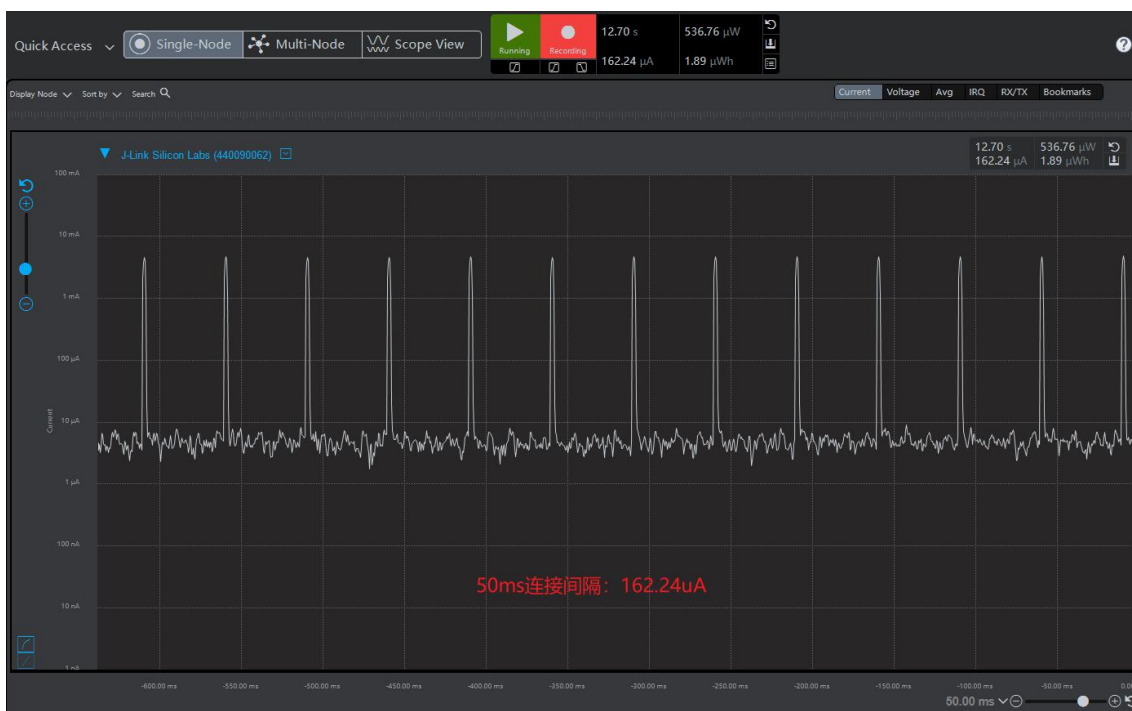 Quick Access
Single-Node
Multi-Node
Scope View
Running
Recording
12.70 s
536.76 µW
162.24 µA
1.89 µWh
Display Node
Sort by
Search
Current
Voltage
Avg
IRQ
RX/TX
Bookmarks
J-Link Silicon Labs (440090062)
12.70 s
536.76 µW
162.24 µA
1.89 µWh
100 mA
10 mA
1 mA
100 µA
10 µA
1 µA
100 nA
10 nA
1 nA
Current
50ms连接间隔：162.24uA
-600.00 ms
-550.00 ms
-500.00 ms
-450.00 ms
-400.00 ms
-350.00 ms
-300.00 ms
-250.00 ms
-200.00 ms
-150.00 ms
-100.00 ms
-50.00 ms
50.00 ms